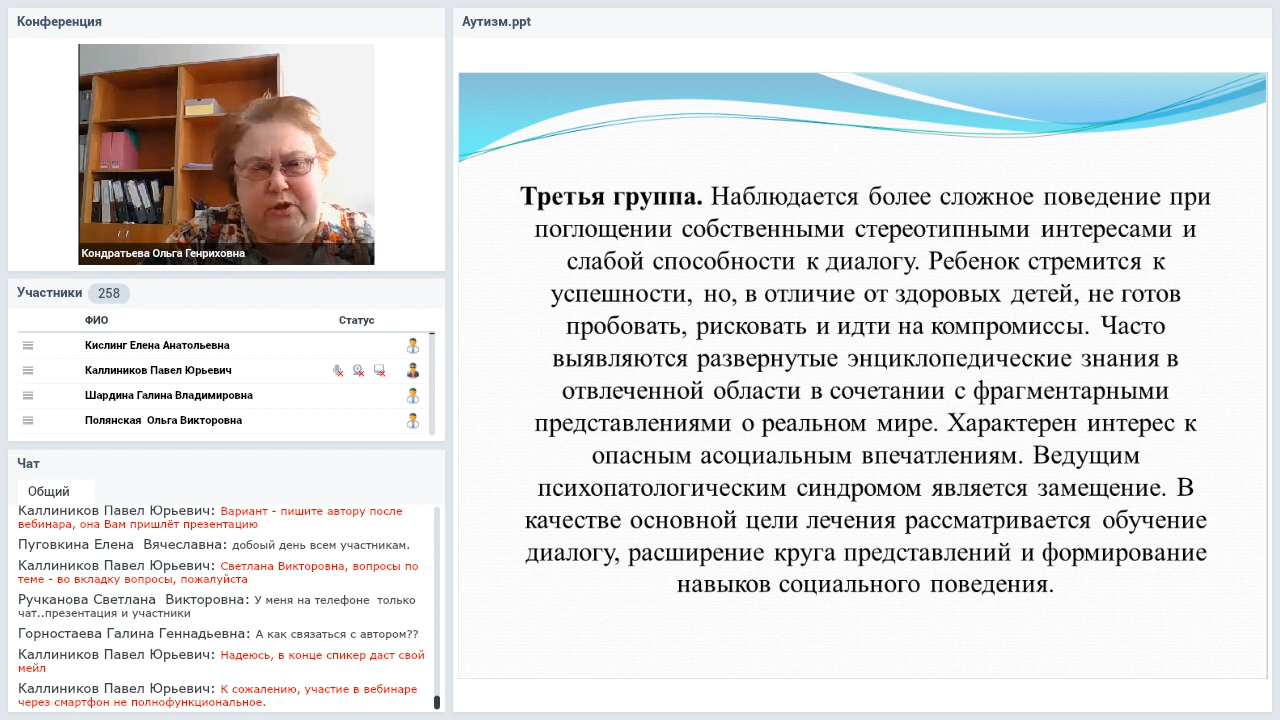 Конференция
Кондратьева Ольга Генриховна
Участники 258
ФИО Статус
Кислинг Елена Анатольевна
Каллиников Павел Юрьевич
Шардина Галина Владимировна
Полянская Ольга Викторовна
Чат
Общий
Каллиников Павел Юрьевич: Вариант - пишите автору после
вебинара, она Вам пришлёт презентацию
Пуговкина Елена Вячеславна: добоый день всем участникам.
Каллиников Павел Юрьевич: Светлана Викторовна, вопросы по
теме - во вкладку вопросы, пожалуйста
Ручканова Светлана Викторовна: У меня на телефоне только
чат..презентация и участники
Горностаева Галина Геннадьевна: А как связаться с автором??
Каллиников Павел Юрьевич: Надеюсь, в конце спикер даст свой
мейл
Каллиников Павел Юрьевич: К сожалению, участие в вебинаре
через смартфон не полнофункциональное.
Аутизм.ppt
Третья группа. Наблюдается более сложное поведение при
поглощении собственными стереотипными интересами и
слабой способности к диалогу. Ребенок стремится к
успешности, но, в отличие от здоровых детей, не готов
пробовать, рисковать и идти на компромиссы. Часто
выявляются развернутые энциклопедические знания в
отвлеченной области в сочетании с фрагментарными
представлениями о реальном мире. Характерен интерес к
опасным асоциальным впечатлениям. Ведущим
психопатологическим синдромом является замещение. В
качестве основной цели лечения рассматривается обучение
диалогу, расширение круга представлений и формирование
навыков социального поведения.